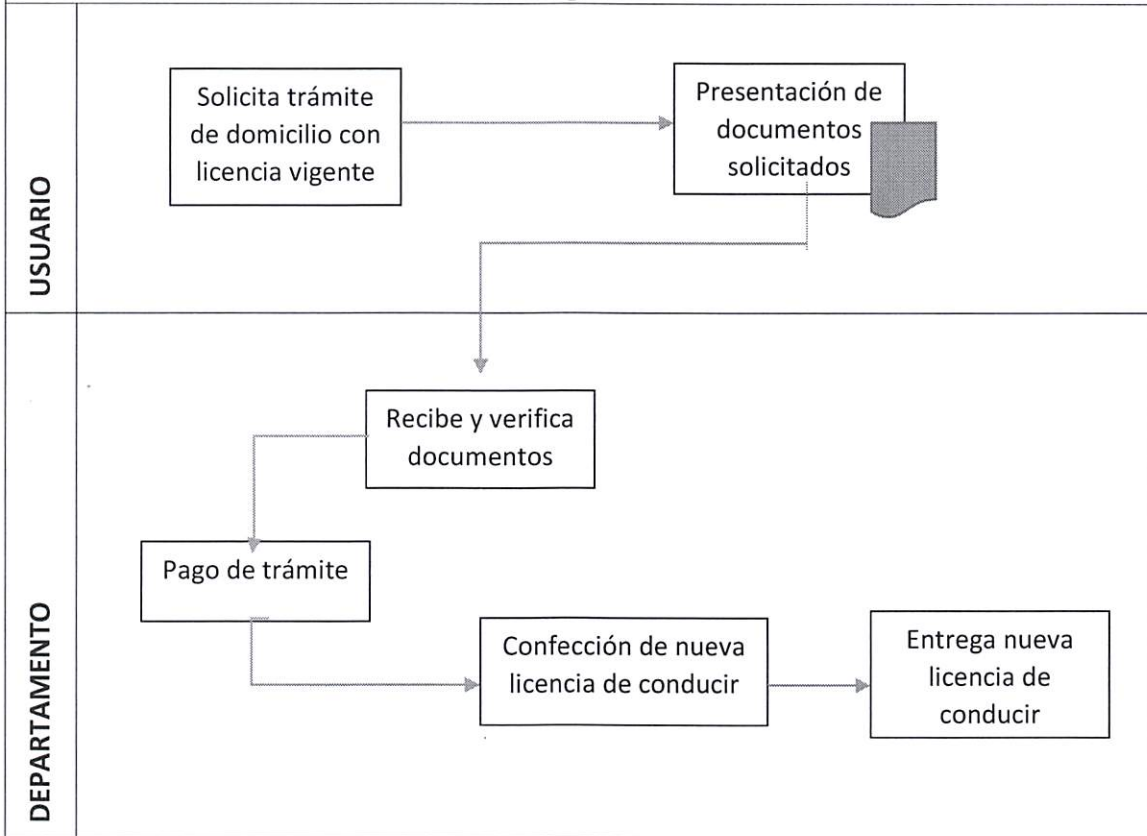 USUARIO
Solicita trámite
de domicilio con
licencia vigente
Presentación de
documentos
solicitados
DEPARTAMENTO
Recibe y verifica
documentos
Pago de trámite
Confección de nueva
licencia de conducir
Entrega nueva
licencia de
conducir